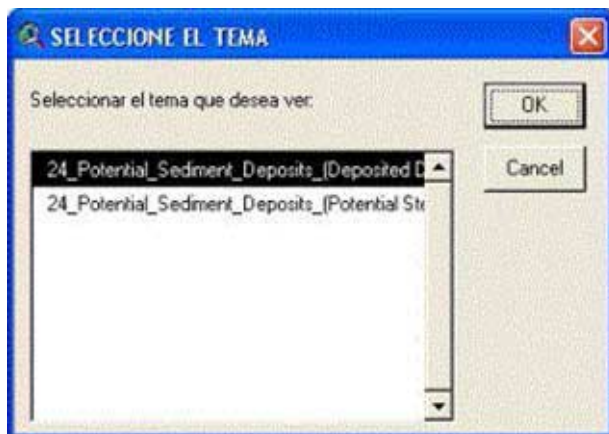 SELECCIONE EL TEMA
Seleccionar el tema que desea ver:
OK
24_Potential_Sediment_Deposits_(Deposited D
Cancel
24_Potential_Sediment_Deposits_(Potential Ste